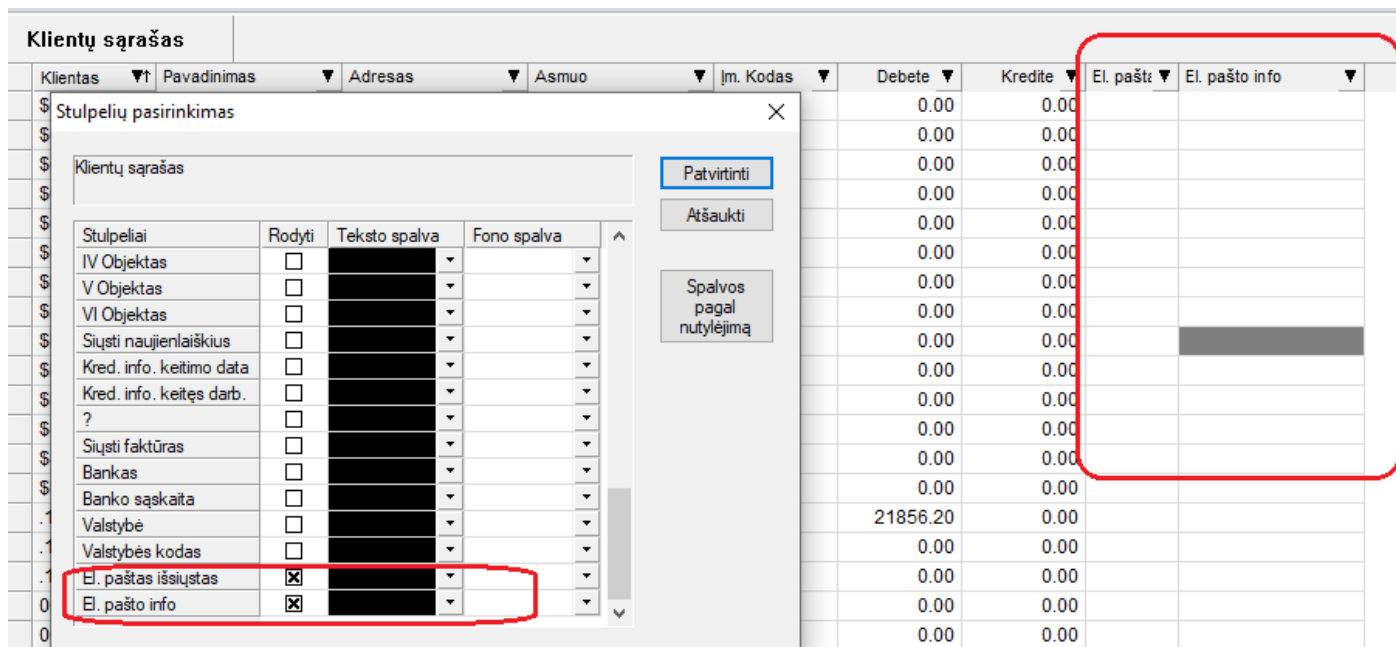 Klientų sąrašas
Klientas Pavadinimas Adresas Asmuo Įm. Kodas Debete Kredite El. pašta El. pašto info
$ 0.00 0.00
Stulpelių pasirinkimas
$ 0.00 0.00
$ Klientų sąrašas Patvirtinti 0.00 0.00
$ 0.00 0.00
Atšaukti
$ 0.00 0.00
Stulpeliai Rodyti Teksto spalva Fono spalva
$ 0.00 0.00
IV Objektas
$ 0.00 0.00
V Objektas Spalvos
$ 0.00 0.00
VI Objektas pagal
nutylėjimą
$ 0.00 0.00
Siųsti naujienlaiškius
$ 0.00 0.00
Kred. info. keitimo data
$ 0.00 0.00
Kred. info. keitęs darb.
$ 0.00 0.00
?
$ 0.00 0.00
Siųsti faktūras
Bankas
$ 0.00 0.00
Banko sąskaita
.1 21856.20 0.00
Valstybė
.1 0.00 0.00
Valstybės kodas
.1 0.00 0.00
El. paštas išsiųstas
0 0.00 0.00
El. pašto info
0 0.00 0.00